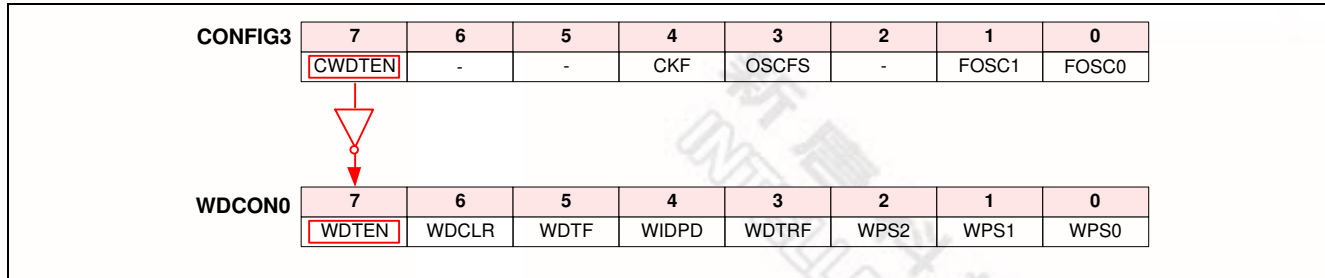 CONFIG3 7 6 5 4 3 2 1 0
CWDTEN - - CKF OSCFS - FOSC1 FOSC0
WDCON0 7 6 5 4 3 2 1 0
WDTEN WDCLR WDTF WIDPD WDTRF WPS2 WPS1 WPS0